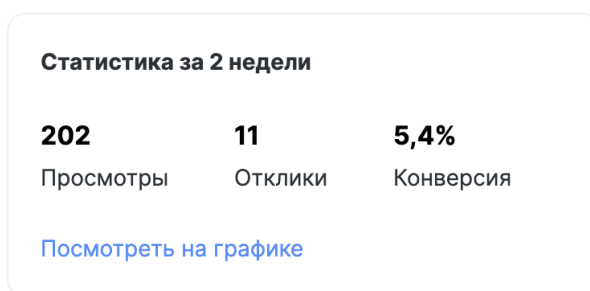 Статистика за 2 недели
202 11 5,4%
Просмотры Отклики Конверсия
Посмотреть на графике